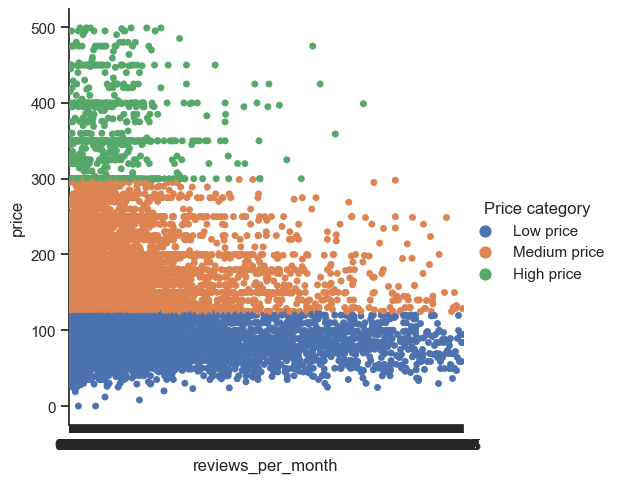 500
400
300
200
100
0
price
reviews_per_month
Price category
Low price
Medium price
High price